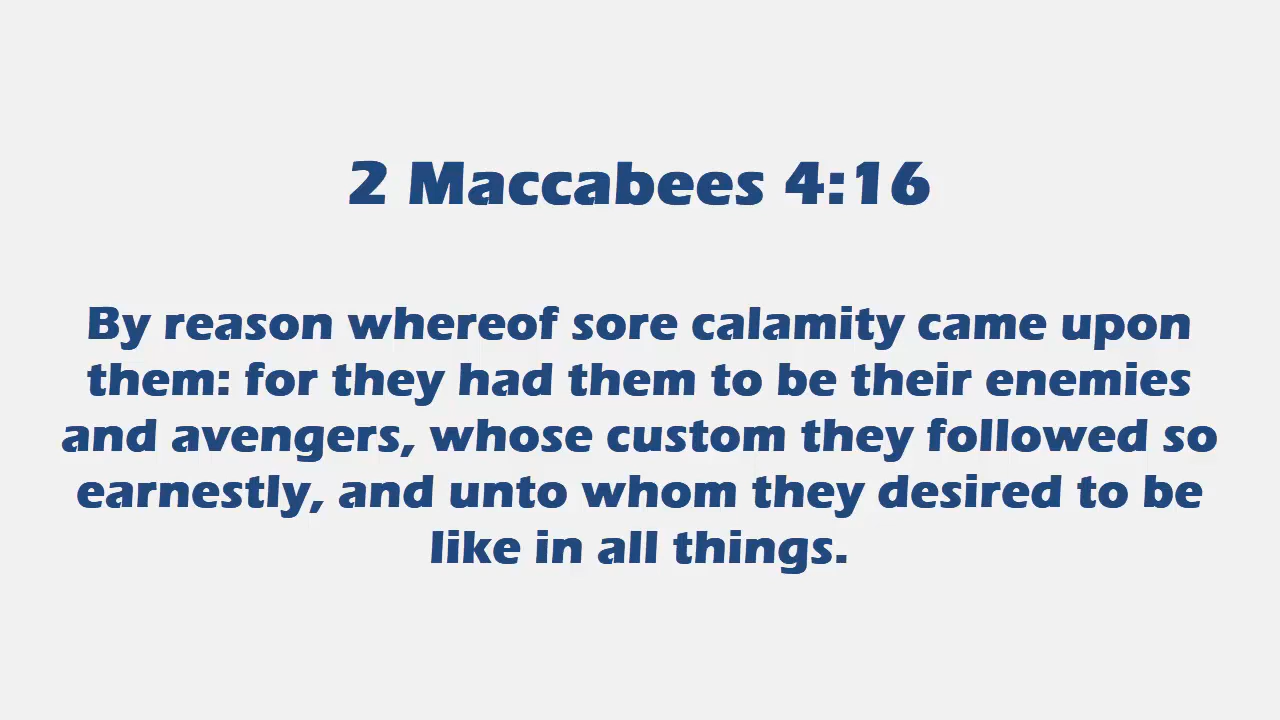 2 Maccabees 4:16
By reason whereof sore calamity came upon
them: for they had them to be their enemies
and avengers, whose custom they followed so
earnestly, and unto whom they desired to be
like in all things.